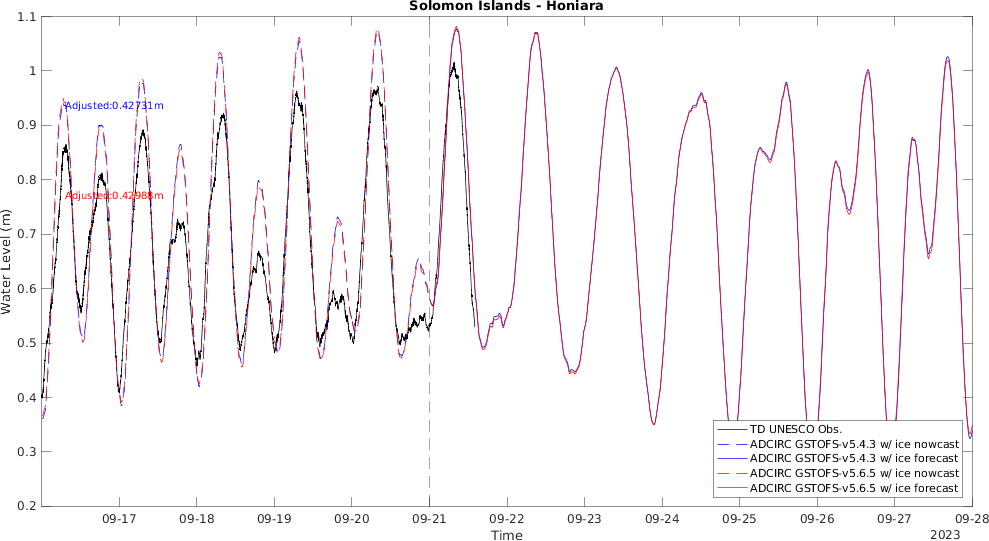 Solomon Islands - Honiara
1.1
1
0.9
0.8
0.7
0.6
0.5
0.4
0.3
0.2
Water Level (m)
Adjusted:0.42731m
Adjusted:0.42988m
TD UNESCO Obs.
ADCIRC GSTOFS-v5.4.3 w/ ice nowcast
ADCIRC GSTOFS-v5.4.3 w/ ice forecast
ADCIRC GSTOFS-v5.6.5 w/ ice nowcast
ADCIRC GSTOFS-v5.6.5 w/ ice forecast
09-17 09-18 09-19 09-20 09-21 09-22 09-23 09-24 09-25 09-26 09-27 09-28
Time
2023